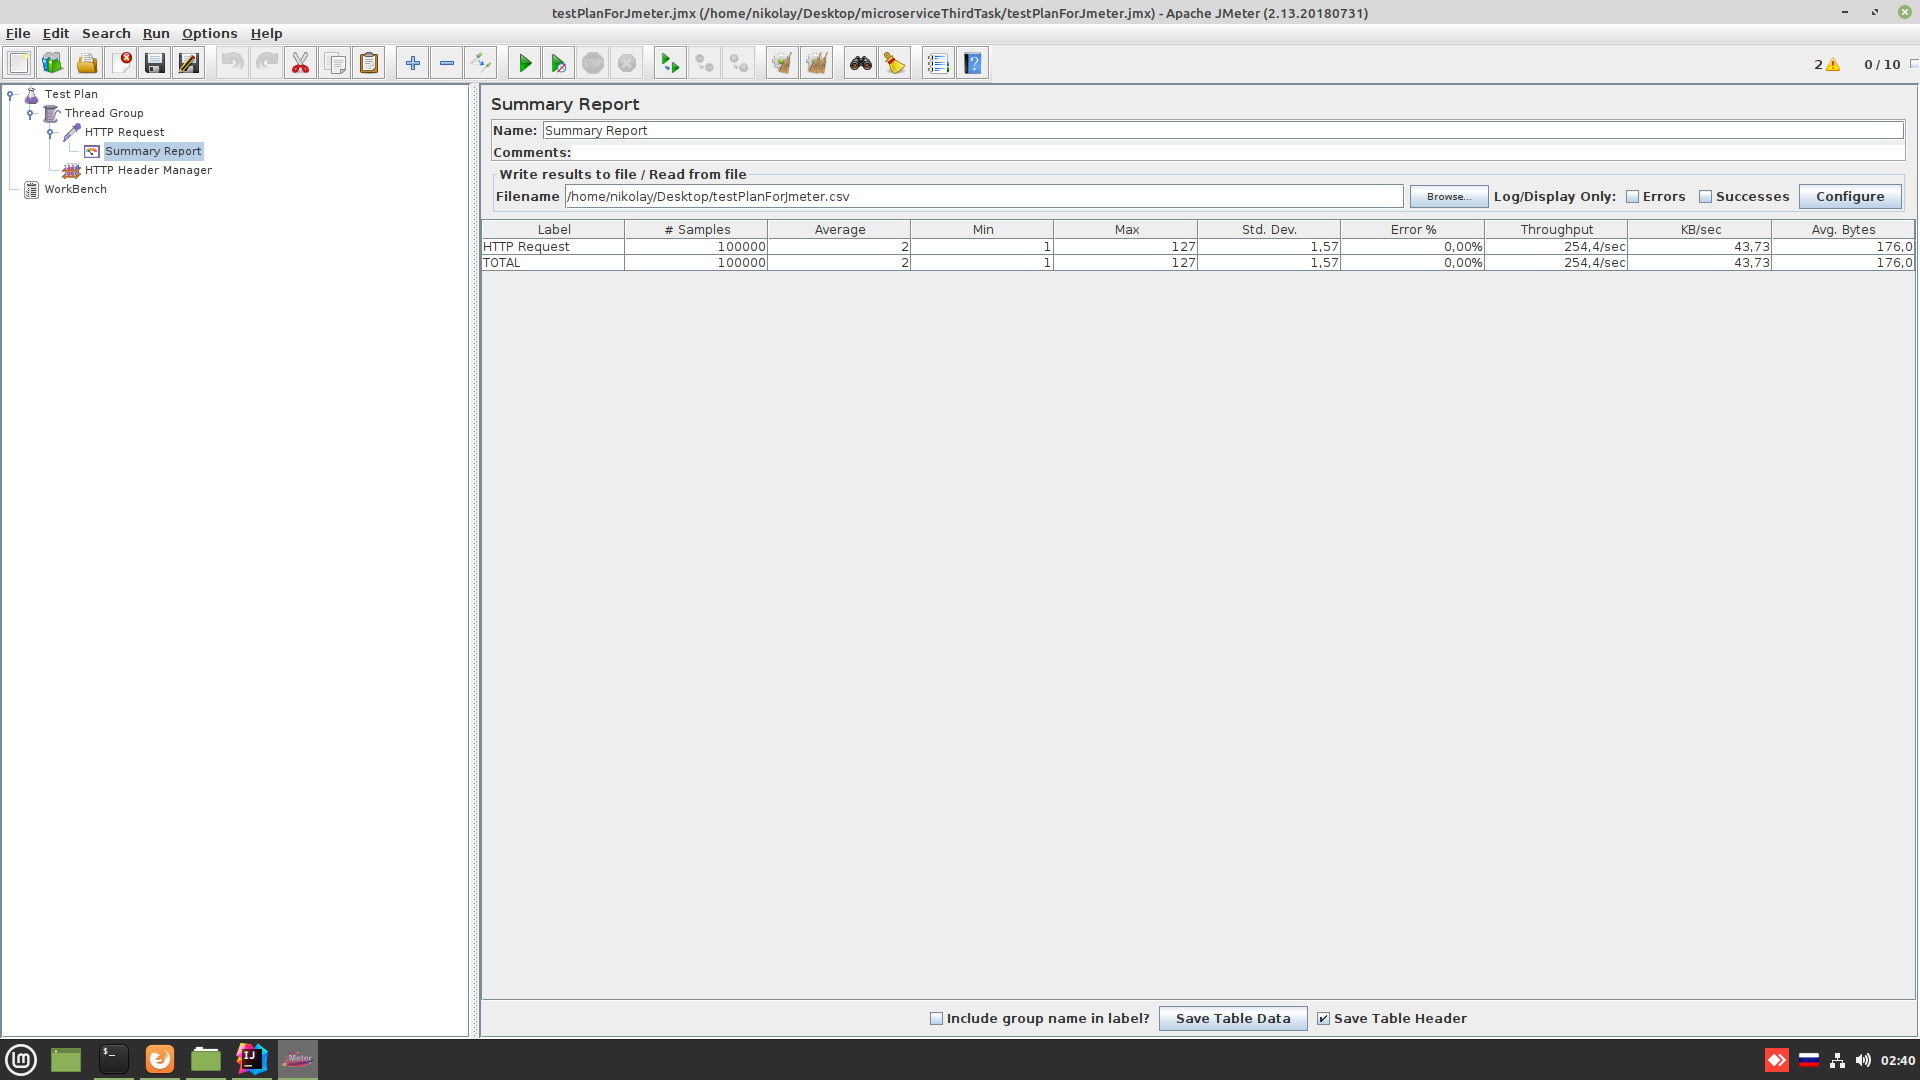 testPlanForJmeter.jmx (/home/nikolay/Desktop/microserviceThirdTask/testPlanForJmeter.jmx) - Apache JMeter (2.13.20180731)
File Edit Search Run Options Help
STOP
2 0 / 10
Test Plan
Thread Group
HTTP Request
Summary Report
HTTP Header Manager
WorkBench
Summary Report
Name: Summary Report
Comments:
Write results to file / Read from file
Filename /home/nikolay/Desktop/testPlanForJmeter.csv Browse... Log/Display Only: Errors Successes Configure
Label # Samples Average Min Max Std. Dev. Error % Throughput KB/sec Avg. Bytes
HTTP Request 100000 2 1 127 1,57 0,00% 254,4/sec 43,73 176,0
TOTAL 100000 2 1 127 1,57 0,00% 254,4/sec 43,73 176,0
Include group name in label? Save Table Data Save Table Header
lm $_ IJ Meter 02:40